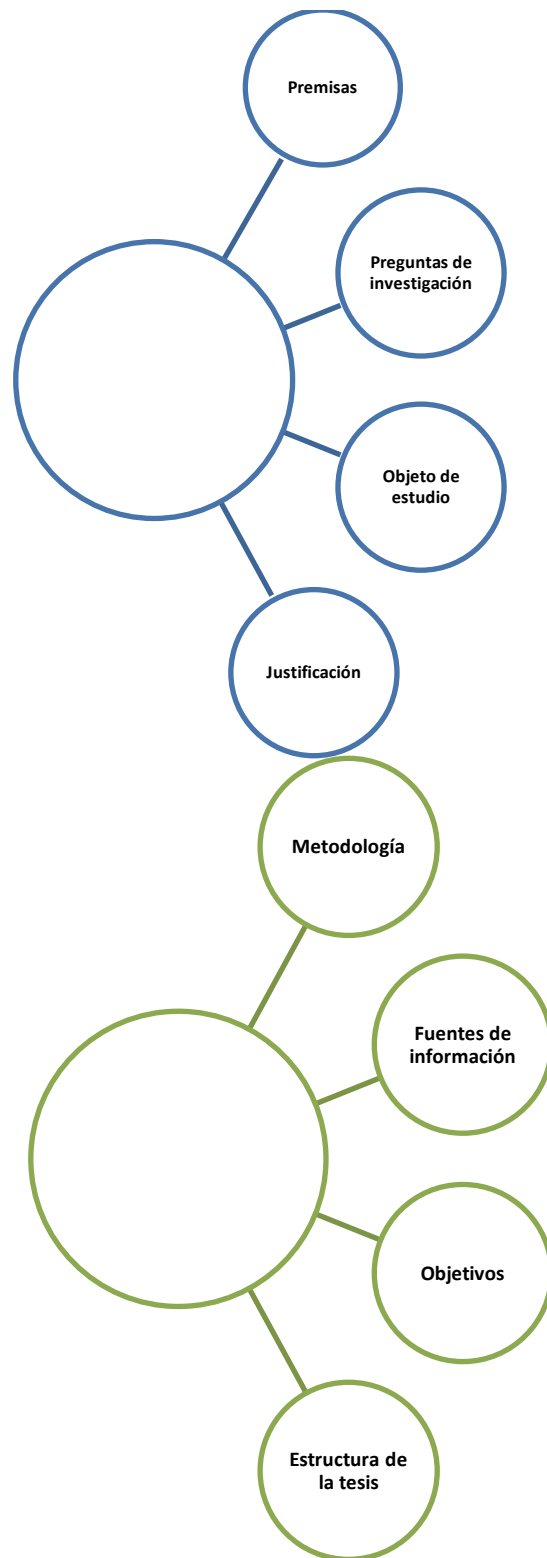 Premisas
Preguntas de
investigación
Objeto de
estudio
Justificación
Metodología
Fuentes de
información
Objetivos
Estructura de
la tesis